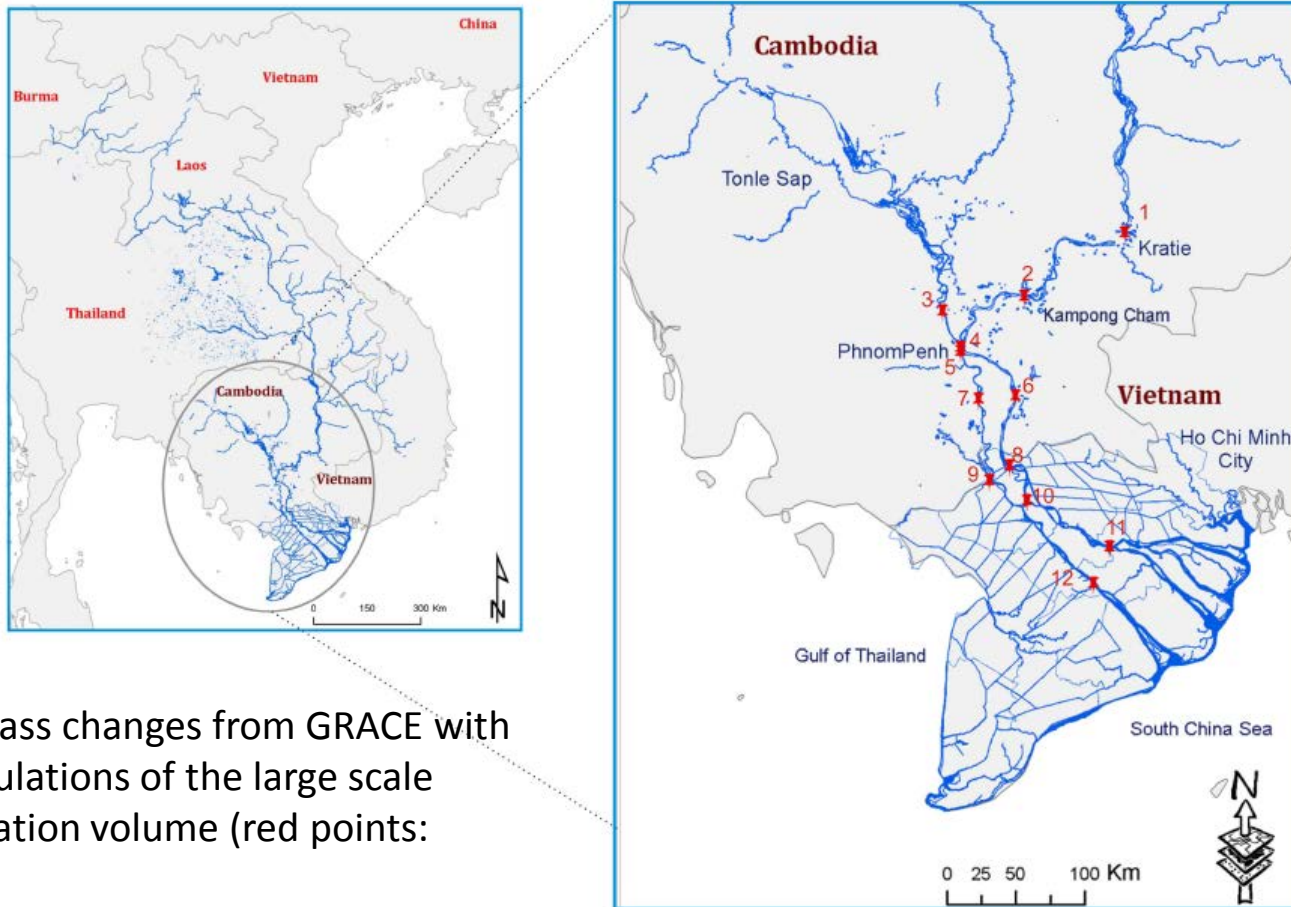 China
Vietnam
Burma
Laos
Thailand
Cambodia
Vietnam
N
0 150 300 Km
ass changes from GRACE with
ulations of the large scale
ation volume (red points:
Cambodia
Tonle Sap
1
Kratie
2
3
Kampong Cham
4
PhnomPenh
5
6
7
Vietnam
Ho Chi Minh
City
8
9
10
11
12
Gulf of Thailand
South China Sea
N
0 25 50 100 Km